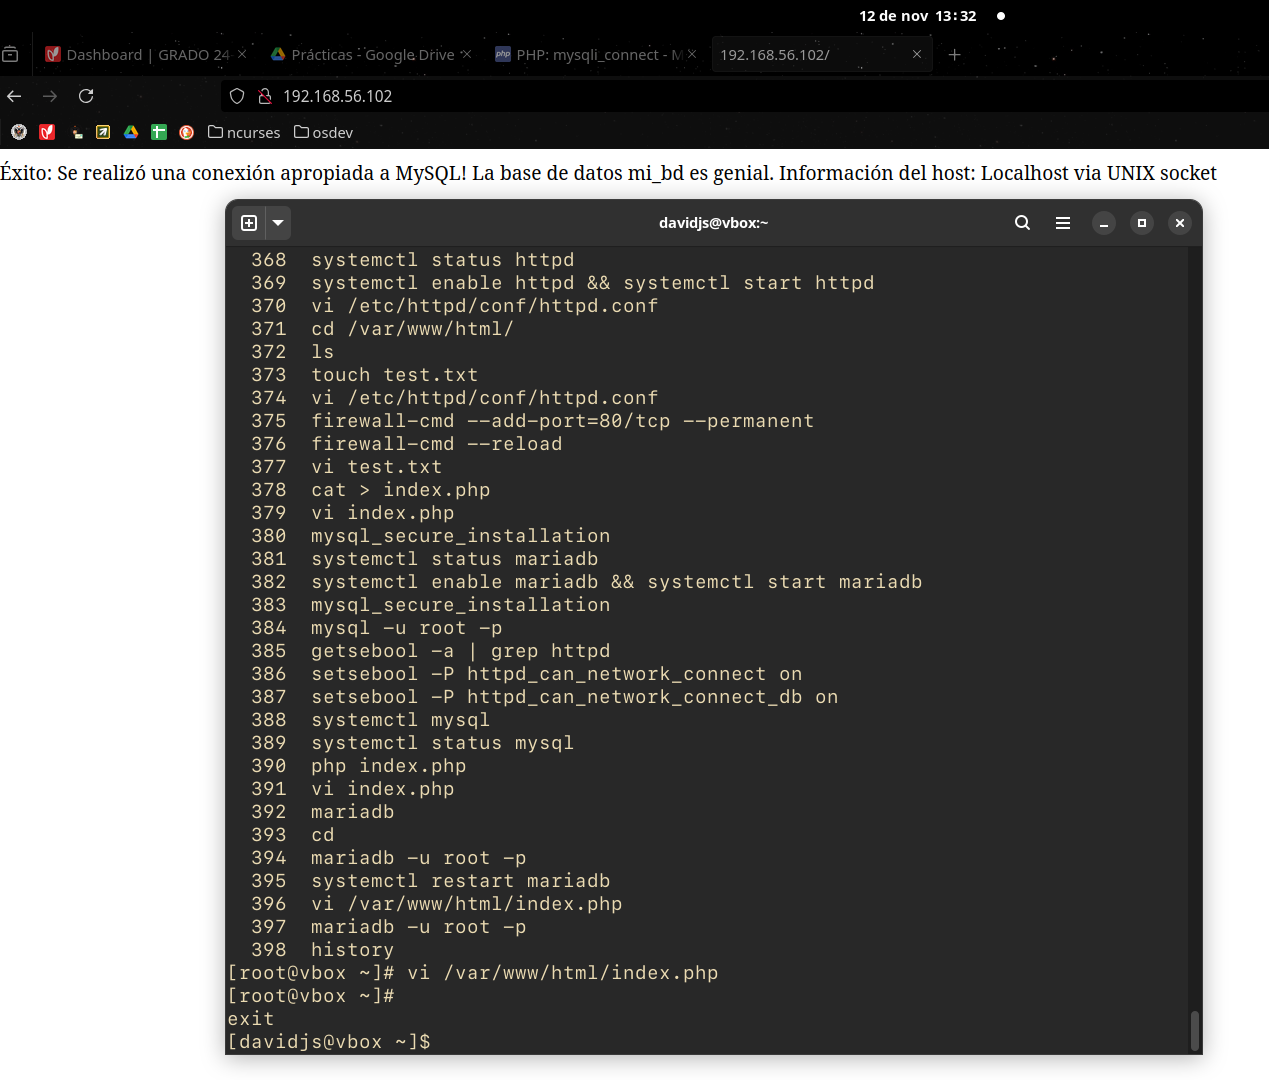 12 de nov 13:32
Dashboard | GRADO 24-
Prácticas - Google Drive
php PHP: mysqli_connect - M
192.168.56.102/
192.168.56.102
ncurses
osdev
Éxito: Se realizó una conexión apropiada a MySQL! La base de datos mi_bd es genial. Información del host: Localhost via UNIX socket
davidjs@vbox:~
368 systemctl status httpd
369 systemctl enable httpd && systemctl start httpd
370 vi /etc/httpd/conf/httpd.conf
371 cd /var/www/html/
372 ls
373 touch test.txt
374 vi /etc/httpd/conf/httpd.conf
375 firewall-cmd --add-port=80/tcp --permanent
376 firewall-cmd --reload
377 vi test.txt
378 cat > index.php
379 vi index.php
380 mysql_secure_installation
381 systemctl status mariadb
382 systemctl enable mariadb && systemctl start mariadb
383 mysql_secure_installation
384 mysql -u root -p
385 getsebool -a | grep httpd
386 setsebool -P httpd_can_network_connect on
387 setsebool -P httpd_can_network_connect_db on
388 systemctl mysql
389 systemctl status mysql
390 php index.php
391 vi index.php
392 mariadb
393 cd
394 mariadb -u root -p
395 systemctl restart mariadb
396 vi /var/www/html/index.php
397 mariadb -u root -p
398 history
[root@vbox ~]# vi /var/www/html/index.php
[root@vbox ~]#
exit
[davidjs@vbox ~]$